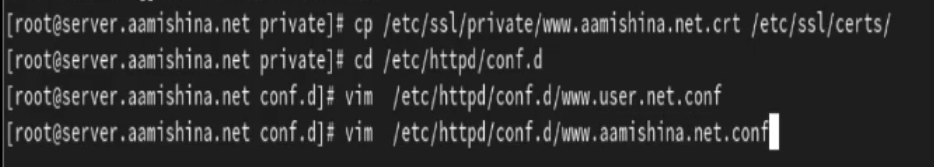 [root@server.aamishina.net private]# cp /etc/ssl/private/www.aamishina.net.crt /etc/ssl/certs/
[root@server.aamishina.net private]# cd /etc/httpd/conf.d
[root@server.aamishina.net conf.d]# vim  /etc/httpd/conf.d/www.user.net.conf
[root@server.aamishina.net conf.d]# vim  /etc/httpd/conf.d/www.aamishina.net.conf